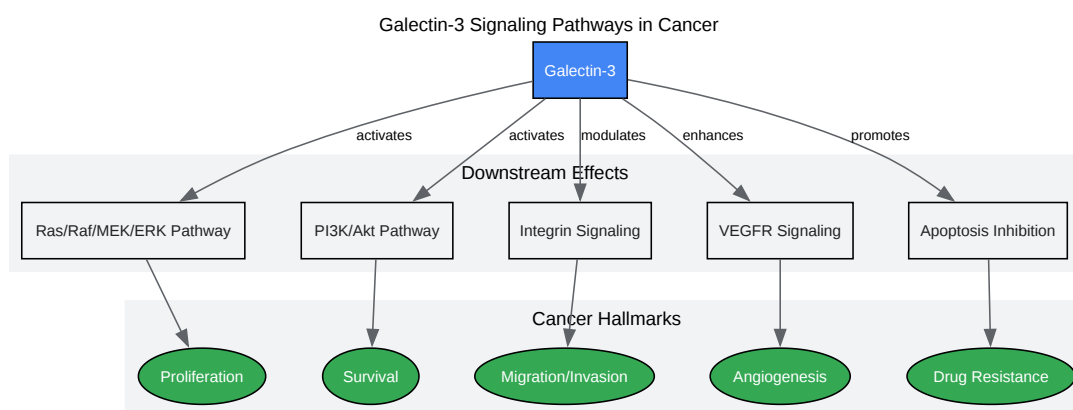 Galectin-3 Signaling Pathways in Cancer
Galectin-3
activates
activates
modulates
enhances
promotes
Downstream Effects
Ras/Raf/MEK/ERK Pathway
PI3K/Akt Pathway
Integrin Signaling
VEGFR Signaling
Apoptosis Inhibition
Cancer Hallmarks
Proliferation
Survival
Migration/Invasion
Angiogenesis
Drug Resistance